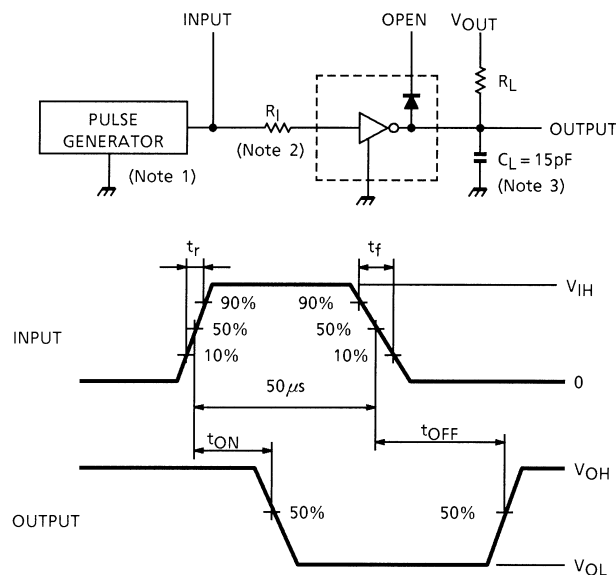 INPUT
OPEN
VOUT
RL
PULSE
GENERATOR
RI
OUTPUT
(Note 1)
(Note 2)
CL = 15pF
(Note 3)
tr
tf
VIH
90%
90%
50%
50%
INPUT
10%
10%
0
50μs
tON
tOFF
VOH
50%
50%
OUTPUT
VOL